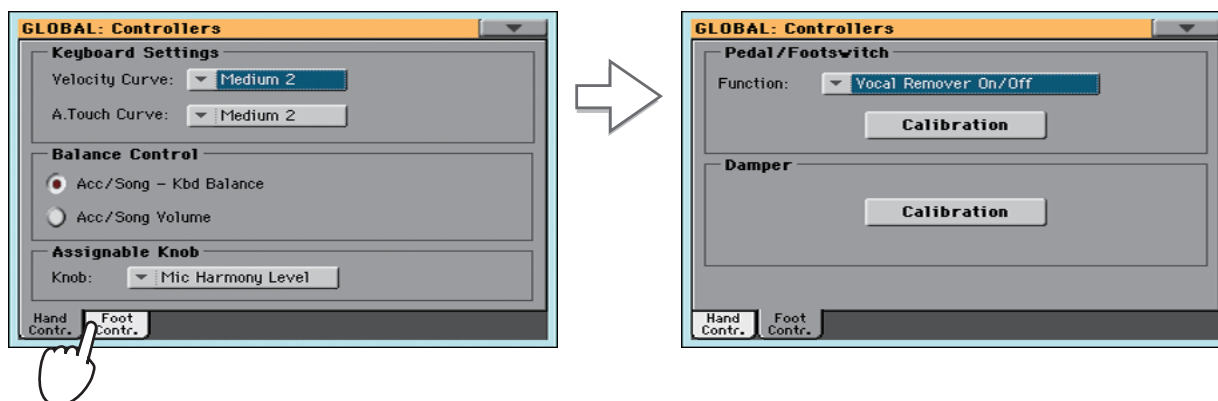 GLOBAL: Controllers
Keyboard Settings
Velocity Curve: Medium 2
A.Touch Curve: Medium 2
Balance Control
Acc/Song - Kbd Balance
Acc/Song Volume
Assignable Knob
Knob: Mic Harmony Level
Hand Contr.
Foot Contr.
GLOBAL: Controllers
Pedal/Footswitch
Function: Vocal Remover On/Off
Calibration
Damper
Calibration
Hand Contr.
Foot Contr.